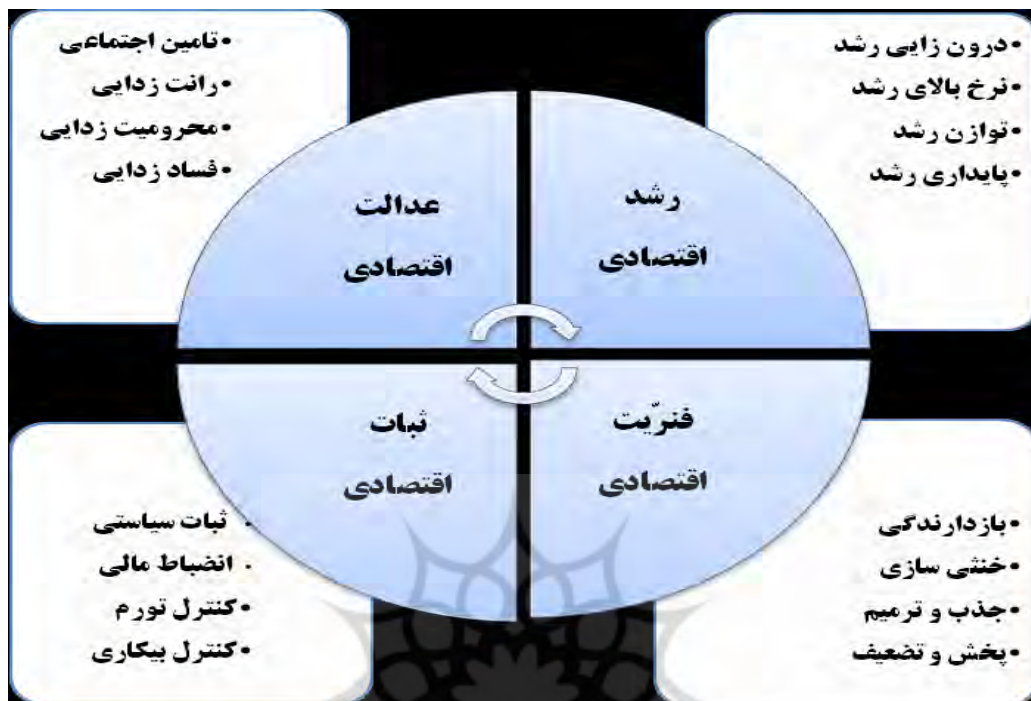 درون زایی رشد
•نرخ بالای رشد
•توازن رشد
•پایداری رشد
•تامین اجتماعی
•رانت زدایی
•محرومیت زدایی
•فساد زدایی
رشد
اقتصادی
عدالت
اقتصادی
فنرّیت
اقتصادی
ثبات
اقتصادی
•بازدارندگی
•خنثی سازی
•جذب و ترمیم
•پخش و تضعیف
• ثبات سیاستی
• انضباط مالی
•کنترل تورم
•کنترل بیکاری